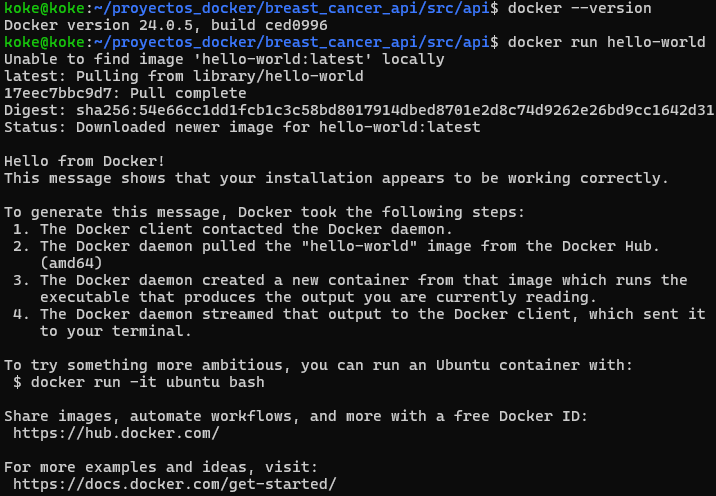 koke@koke:~/proyectos_docker/breast_cancer_api/src/api$ docker --version
Docker version 24.0.5, build ced0996
koke@koke:~/proyectos_docker/breast_cancer_api/src/api$ docker run hello-world
Unable to find image 'hello-world:latest' locally
latest: Pulling from library/hello-world
17eec7bbc9d7: Pull complete
Digest: sha256:54e66cc1dd1fcb1c3c58bd8017914dbed8701e2d8c74d9262e26bd9cc1642d31
Status: Downloaded newer image for hello-world:latest
Hello from Docker!
This message shows that your installation appears to be working correctly.
To generate this message, Docker took the following steps:
1. The Docker client contacted the Docker daemon.
2. The Docker daemon pulled the "hello-world" image from the Docker Hub.
(amd64)
3. The Docker daemon created a new container from that image which runs the
executable that produces the output you are currently reading.
4. The Docker daemon streamed that output to the Docker client, which sent it
to your terminal.
To try something more ambitious, you can run an Ubuntu container with:
$ docker run -it ubuntu bash
Share images, automate workflows, and more with a free Docker ID:
https://hub.docker.com/
For more examples and ideas, visit:
https://docs.docker.com/get-started/